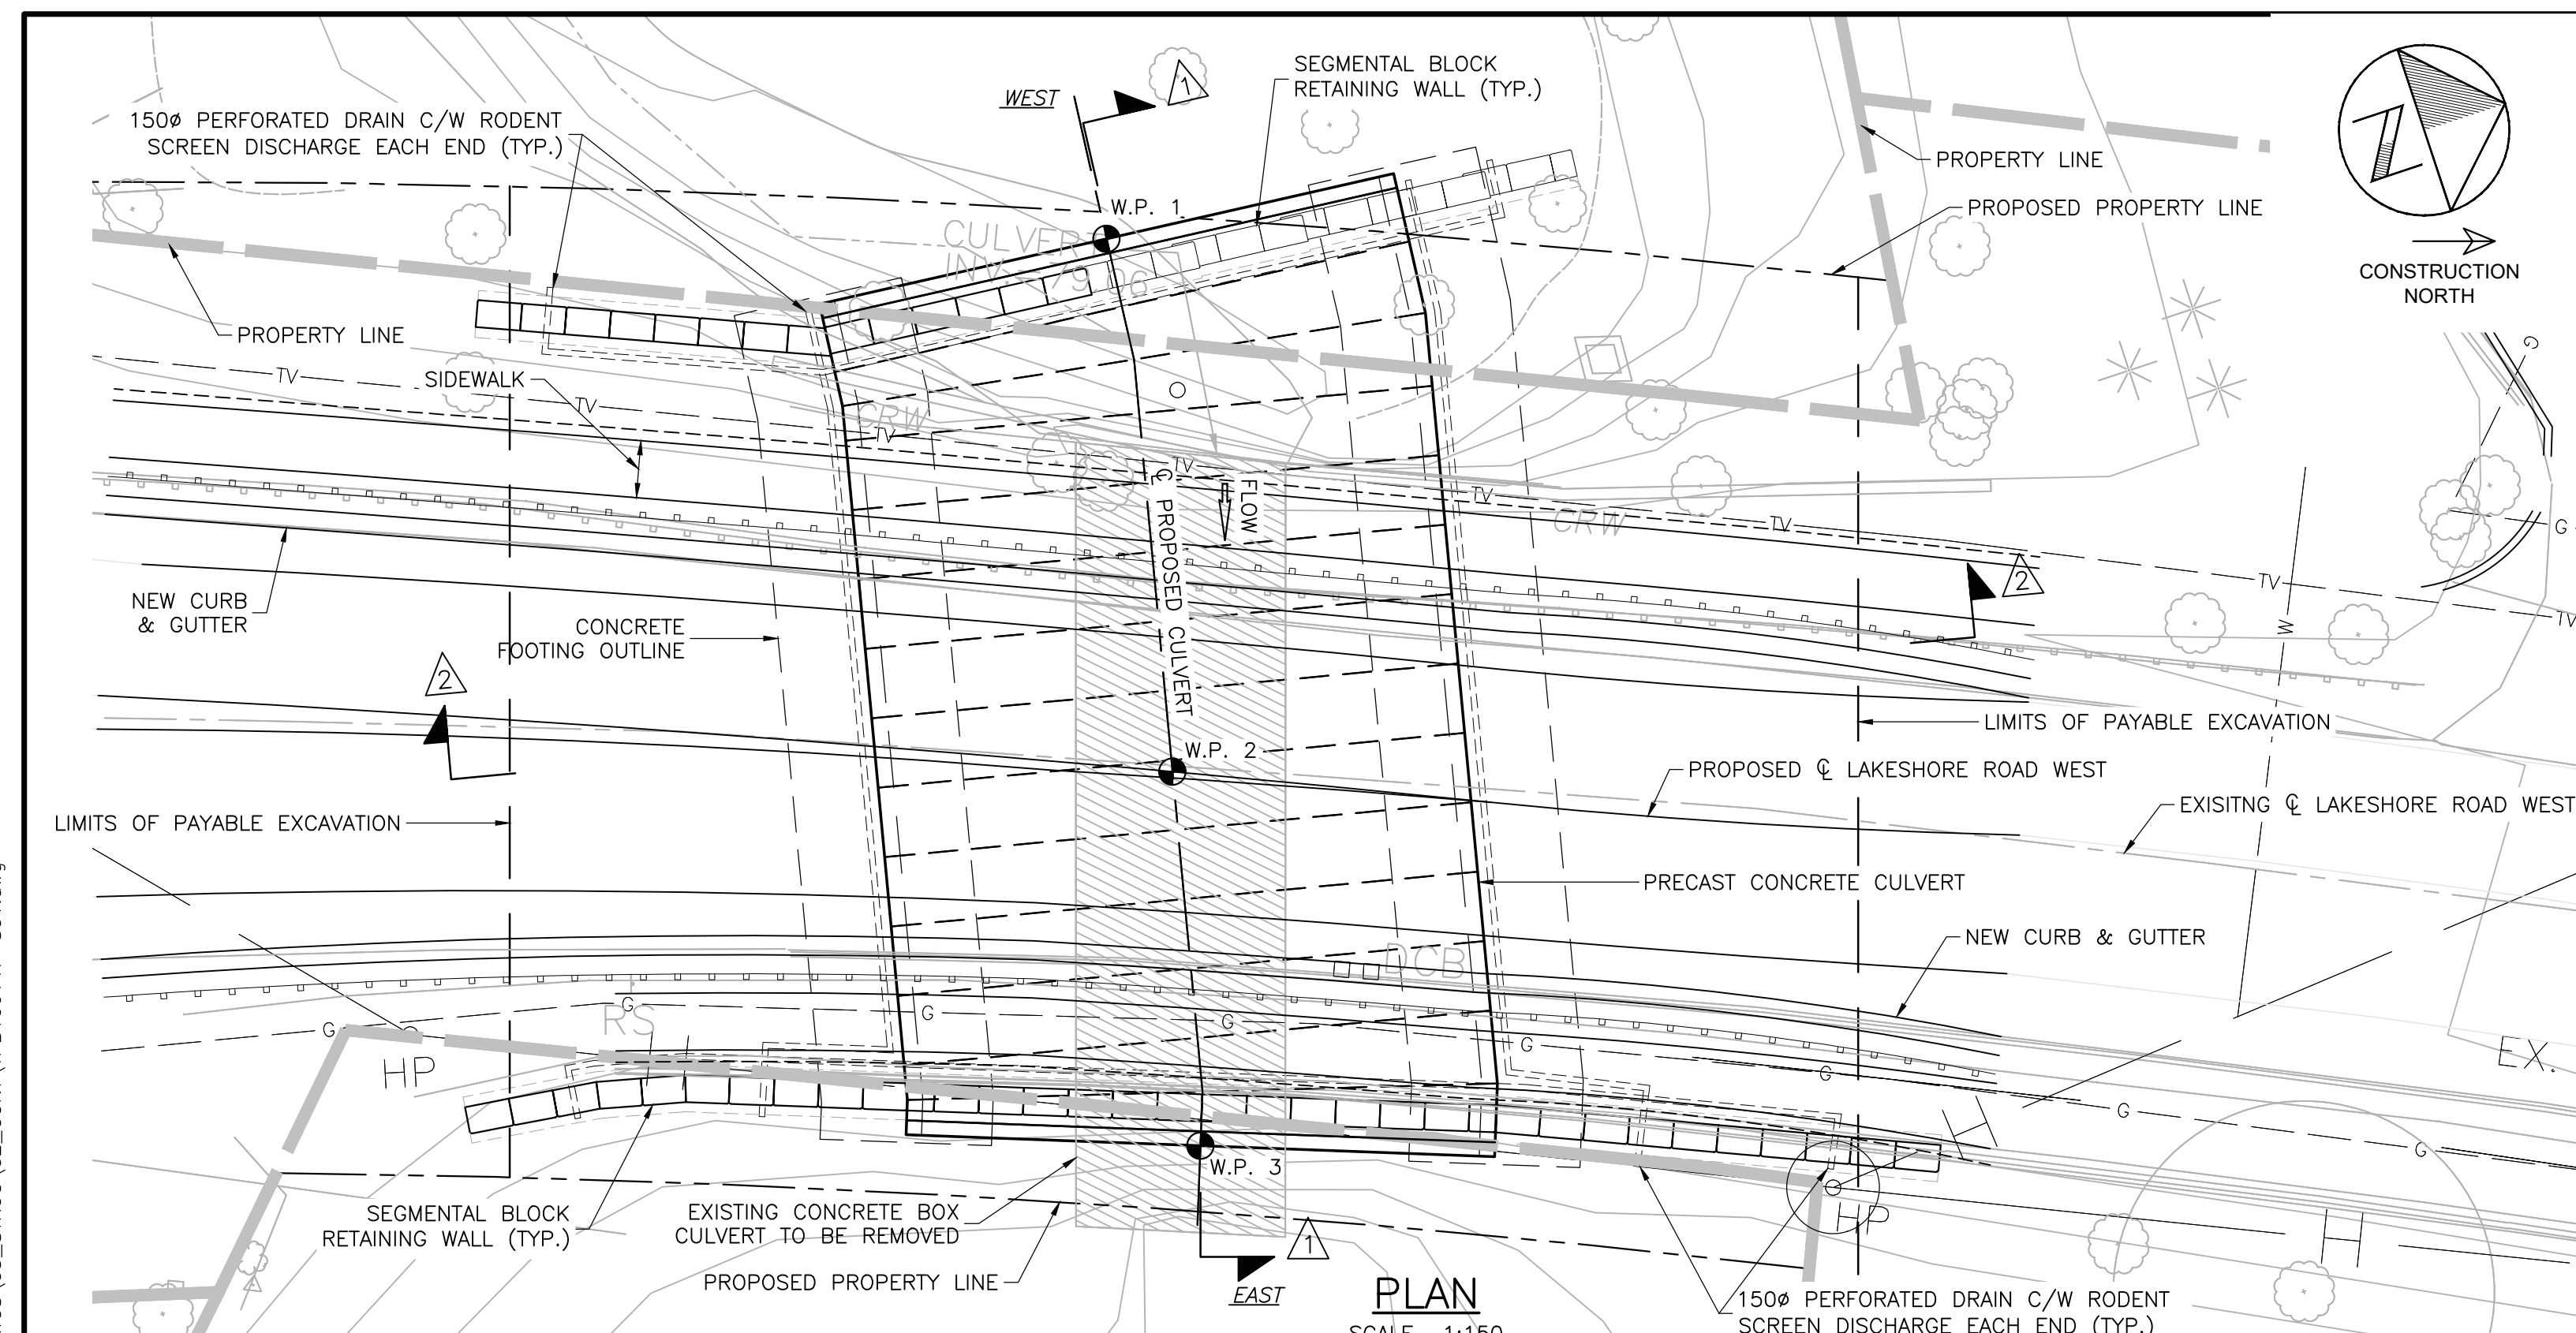 WEST
1
SEGMENTAL BLOCK
RETAINING WALL (TYP.)
150ø PERFORATED DRAIN C/W RODENT
SCREEN DISCHARGE EACH END (TYP.)
PROPERTY LINE
PROPOSED PROPERTY LINE
CONSTRUCTION
NORTH
W.P. 1
PROPERTY LINE
SIDEWALK
TV
TV
TV
TV
TV
TV
TV
TV
CRW
CRW
G
G
W
FLOW
℄ PROPOSED CULVERT
NEW CURB
& GUTTER
CONCRETE
FOOTING OUTLINE
2
2
LIMITS OF PAYABLE EXCAVATION
W.P. 2
PROPOSED ℄ LAKESHORE ROAD WEST
EXISITNG ℄ LAKESHORE ROAD WEST
LIMITS OF PAYABLE EXCAVATION
PRECAST CONCRETE CULVERT
NEW CURB & GUTTER
DCB
RS
G
G
G
G
G
G
G
G
HP
EX.
H
HP
H
W.P. 3
SEGMENTAL BLOCK
RETAINING WALL (TYP.)
EXISTING CONCRETE BOX
CULVERT TO BE REMOVED
PROPOSED PROPERTY LINE
1
EAST
PLAN
SCALE 1:150
150ø PERFORATED DRAIN C/W RODENT
SCREEN DISCHARGE EACH END (TYP.)